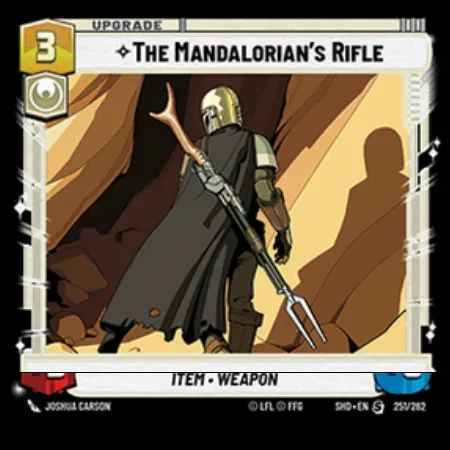 UPGRADE
3
THE MANDALORIAN'S RIFLE
ITEM • WEAPON
JOSHUA CARSON
© LFL Ⓟ FFG
SHD • EN S 251/262